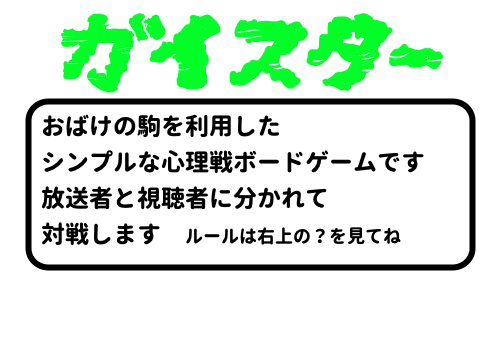 ガイスター
おばけの駒を利用した
シンプルな心理戦ボードゲームです
放送者と視聴者に分かれて
対戦します　ルールは右上の？を見てね